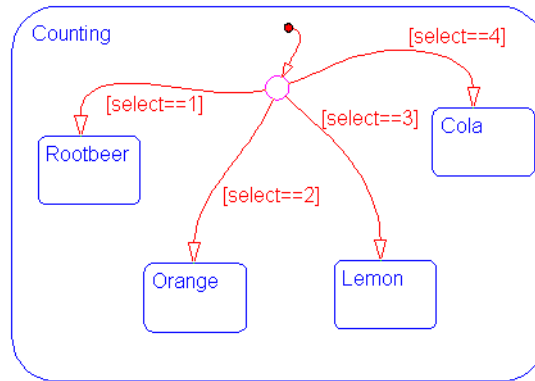 Counting
[select==4]
[select==1]
[select==3]
Cola
Rootbeer
[select==2]
Orange
Lemon